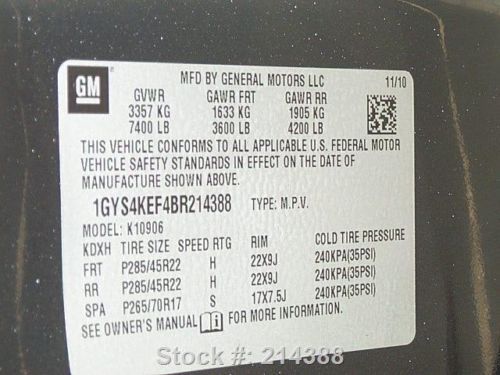 GM
MFD BY GENERAL MOTORS LLC 11/10
GVWR GAWR FRT GAWR RR
3357 KG 1633 KG 1905 KG
7400 LB 3600 LB 4200 LB
THIS VEHICLE CONFORMS TO ALL APPLICABLE U.S. FEDERAL MOTOR
VEHICLE SAFETY STANDARDS IN EFFECT ON THE DATE OF
MANUFACTURE SHOWN ABOVE.
1GYS4KEF4BR214388 TYPE: M.P.V.
MODEL: K10906
KDXH TIRE SIZE SPEED RTG RIM COLD TIRE PRESSURE
FRT P285/45R22 H 22X9J 240KPA(35PSI)
RR P285/45R22 H 22X9J 240KPA(35PSI)
SPA P265/70R17 S 17X7.5J 240KPA(35PSI)
SEE OWNER'S MANUAL i FOR MORE INFORMATION.
Stock #: 214388